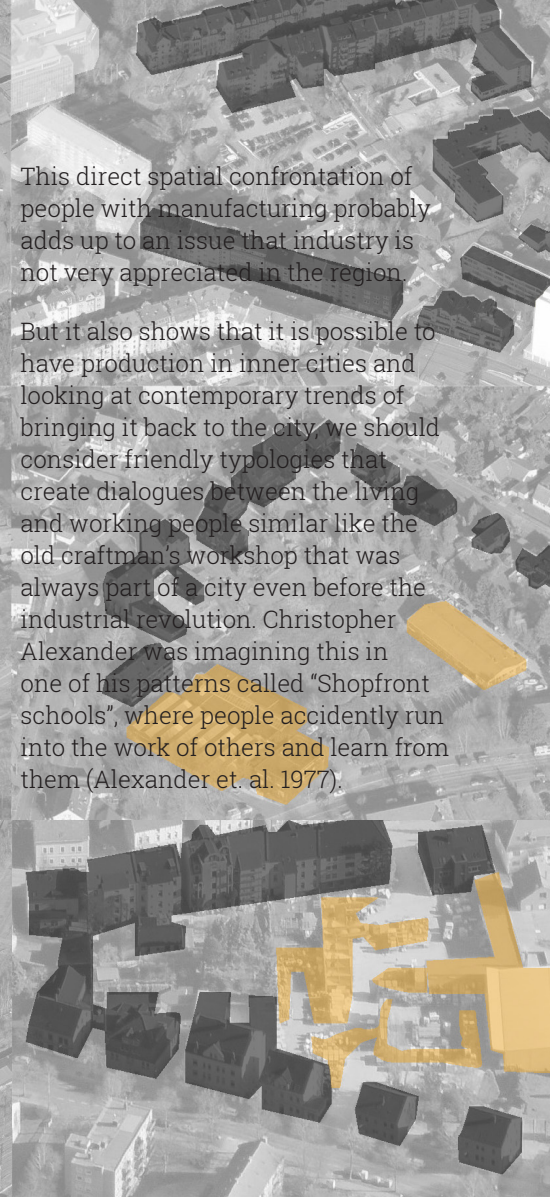 This direct spatial confrontation of
people with manufacturing probably
adds up to an issue that industry is
not very appreciated in the region.
But it also shows that it is possible to
have production in inner cities and
looking at contemporary trends of
bringing it back to the city, we should
consider friendly typologies that
create dialogues between the living
and working people similar like the
old craftman's workshop that was
always part of a city even before the
industrial revolution. Christopher
Alexander was imagining this in
one of his patterns called “Shopfront
schools”, where people accidently run
into the work of others and learn from
them (Alexander et. al. 1977).